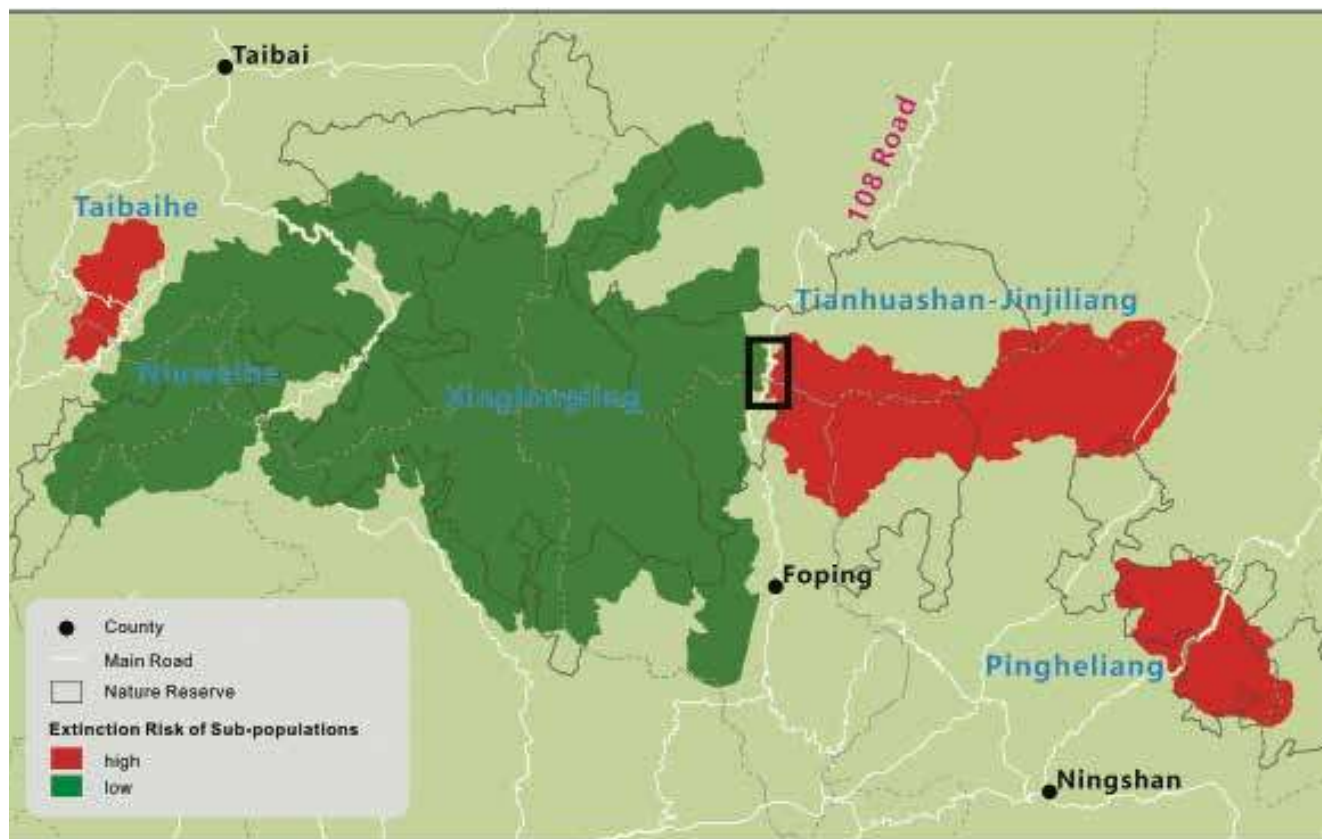 Taibai
108 Road
Taibaihe
Tianhuashan-Jinjiliang
Niuweihe
Xinglongling
Foping
Pingheliang
Ningshan
County
Main Road
Nature Reserve
Extinction Risk of Sub-populations
high
low